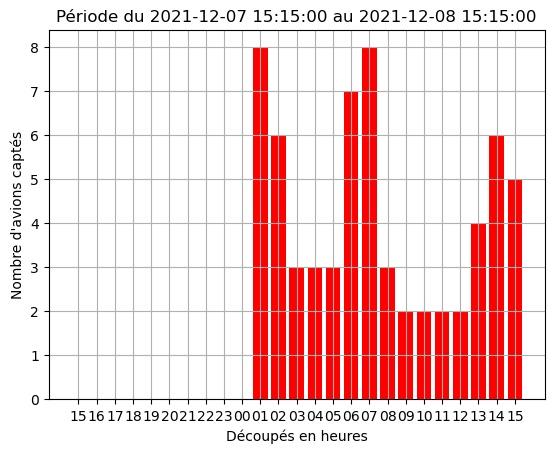 Période du 2021-12-07 15:15:00 au 2021-12-08 15:15:00
Nombre d'avions captés
8
7
6
5
4
3
2
1
0
15 16 17 18 19 20 21 22 23 00 01 02 03 04 05 06 07 08 09 10 11 12 13 14 15
Découpés en heures